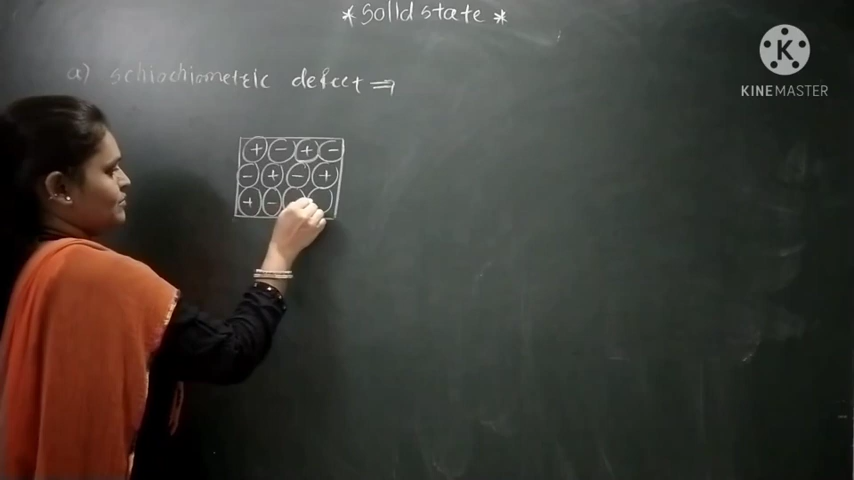 * Solid state *
K
KINEMASTER
a) schiochiometric defect ⇒
+ − + −
− + − +
+ −